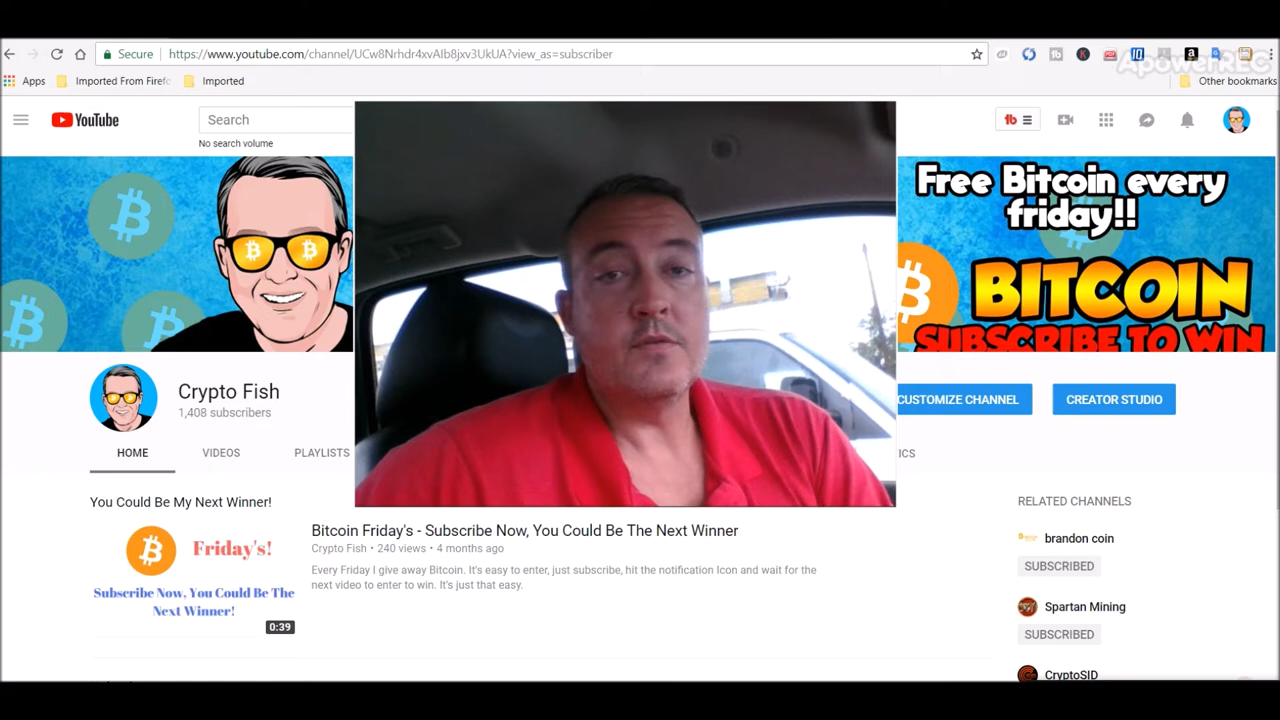 ApowerREC
Secure https://www.youtube.com/channel/UCw8Nrhdr4xvAIb8jxv3UkUA?view_as=subscriber
Apps Imported From Firefo Imported Other bookmarks
YouTube
Search
No search volume
Free Bitcoin every
friday!!
BITCOIN
SUBSCRIBE TO WIN
Crypto Fish
1,408 subscribers
CUSTOMIZE CHANNEL
CREATOR STUDIO
HOME VIDEOS PLAYLISTS
You Could Be My Next Winner!
Friday's!
Subscribe Now, You Could Be The
Next Winner!
0:39
Bitcoin Friday's - Subscribe Now, You Could Be The Next Winner
Crypto Fish • 240 views • 4 months ago
Every Friday I give away Bitcoin. It's easy to enter, just subscribe, hit the notification Icon and wait for the
next video to enter to win. It's just that easy.
RELATED CHANNELS
brandon coin
SUBSCRIBED
Spartan Mining
SUBSCRIBED
CryptoSID